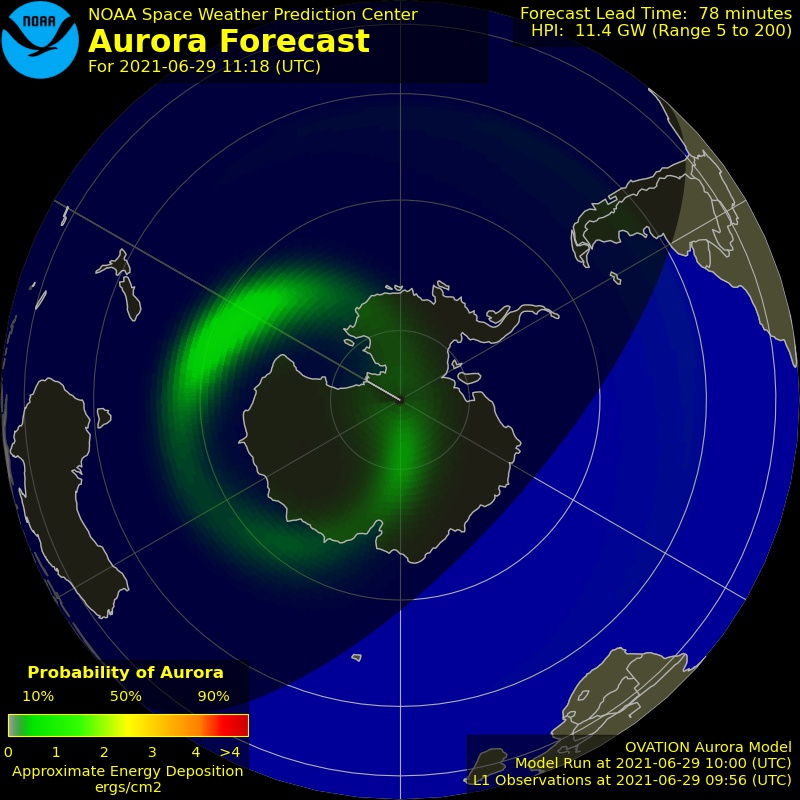 NOAA
NOAA Space Weather Prediction Center
Aurora Forecast
For 2021-06-29 11:18 (UTC)
Forecast Lead Time: 78 minutes
HPI: 11.4 GW (Range 5 to 200)
Probability of Aurora
10% 50% 90%
0 1 2 3 4 >4
Approximate Energy Deposition
ergs/cm2
OVATION Aurora Model
Model Run at 2021-06-29 10:00 (UTC)
L1 Observations at 2021-06-29 09:56 (UTC)